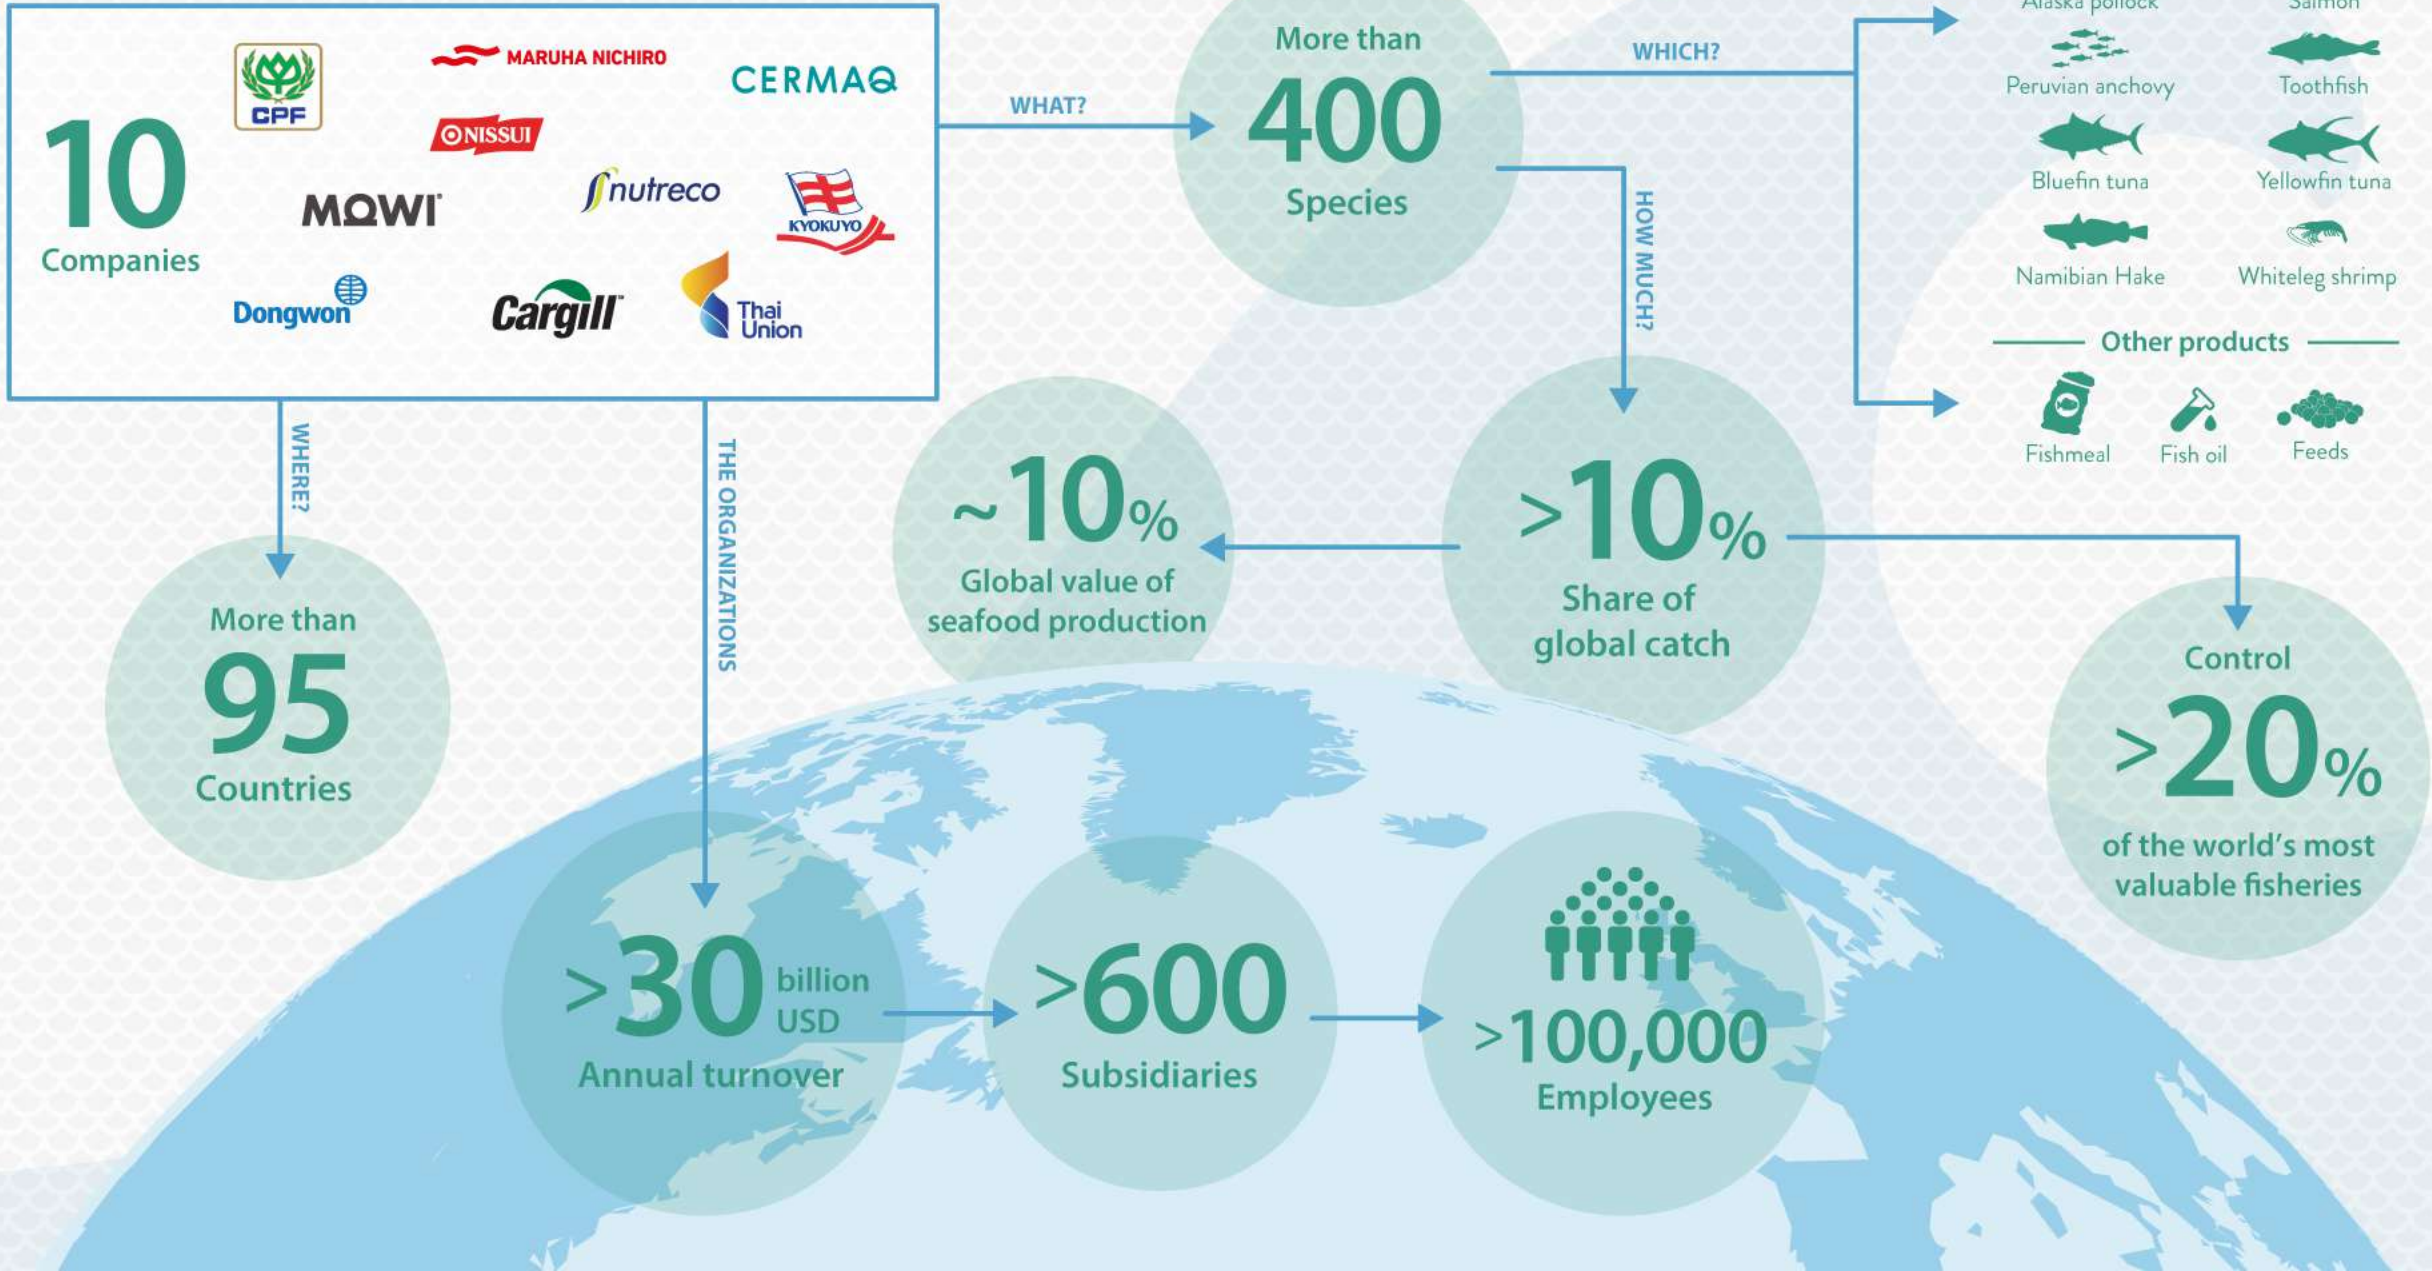 10
Companies
CPF
MARUHA NICHIRO
CERMAQ
NISSUI
MOWI
nutreco
KYOKUYO
Dongwon
Cargill
Thai
Union
WHAT?
More than
400
Species
WHICH?
HOW MUCH?
Alaska pollock
Salmon
Peruvian anchovy
Toothfish
Bluefin tuna
Yellowfin tuna
Namibian Hake
Whiteleg shrimp
Other products
Fishmeal
Fish oil
Feeds
WHERE?
THE ORGANIZATIONS
~10%
Global value of
seafood production
>10%
Share of
global catch
More than
95
Countries
Control
>20%
of the world's most
valuable fisheries
>30 billion
USD
Annual turnover
>600
Subsidiaries
>100,000
Employees